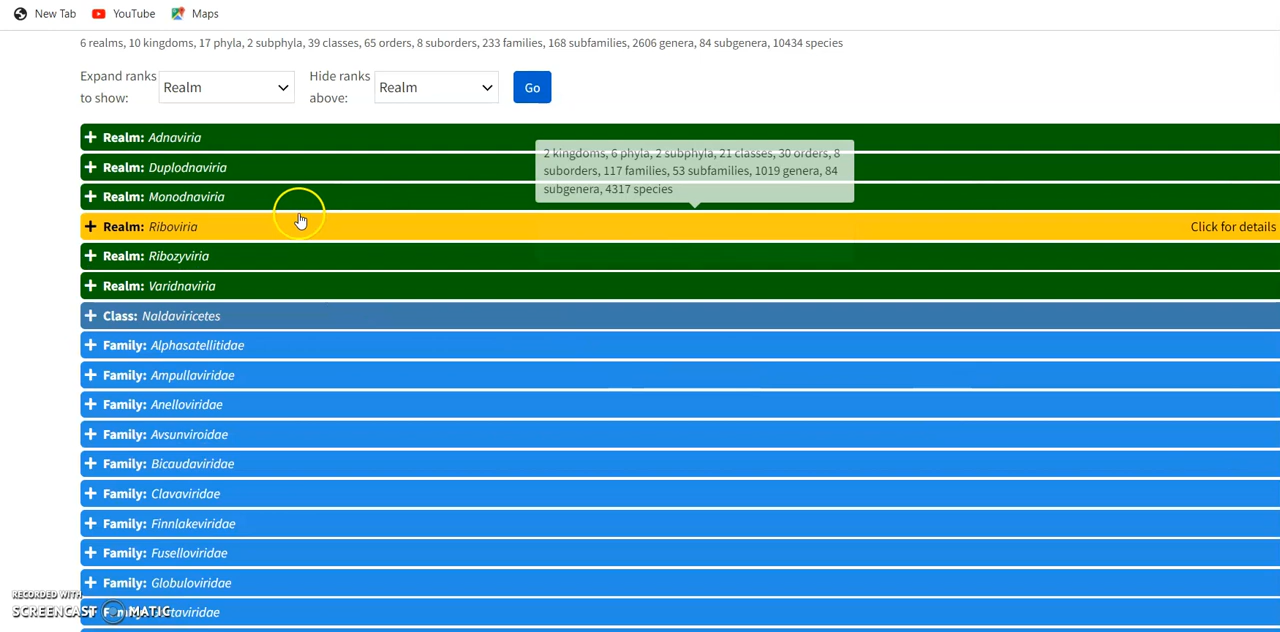 New Tab YouTube Maps
6 realms, 10 kingdoms, 17 phyla, 2 subphyla, 39 classes, 65 orders, 8 suborders, 233 families, 168 subfamilies, 2606 genera, 84 subgenera, 10434 species
Expand ranks to show: Realm Hide ranks above: Realm Go
Realm: Adnaviria
2 kingdoms, 6 phyla, 2 subphyla, 21 classes, 30 orders, 8
suborders, 117 families, 53 subfamilies, 1019 genera, 84
subgenera, 4317 species
Realm: Duplodnaviria
Realm: Monodnaviria
Realm: Riboviria Click for details
Realm: Ribozyviria
Realm: Varidnaviria
Class: Naldaviricetes
Family: Alphasatellitidae
Family: Ampullaviridae
Family: Anelloviridae
Family: Avsunviroidae
Family: Bicaudaviridae
Family: Clavaviridae
Family: Finnlakeviridae
Family: Fuselloviridae
Family: Globuloviridae
RECORDED WITH
SCREENCAST MATIC